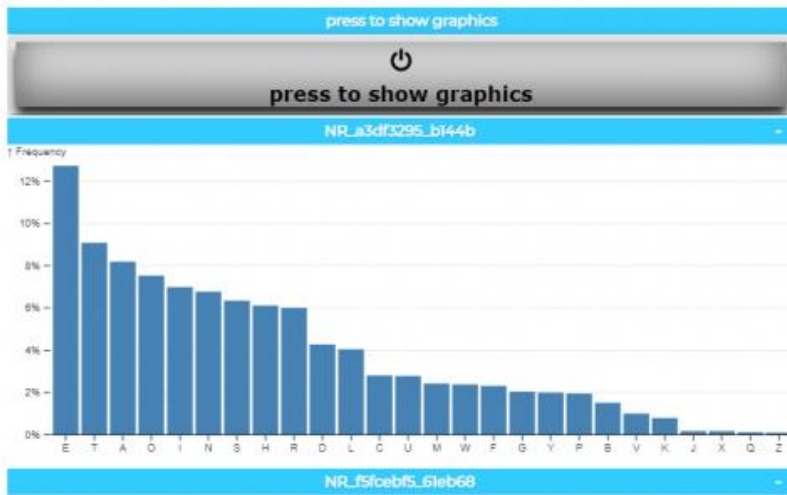 press to show graphics
press to show graphics
NR_a3df3295_b144b -
↑ Frequency
12%
10%
8%
6%
4%
2%
0%
E T A O I N S H R D L C U M W F G Y P B V K J X Q Z
NR_f5fcebf5_61eb68 -